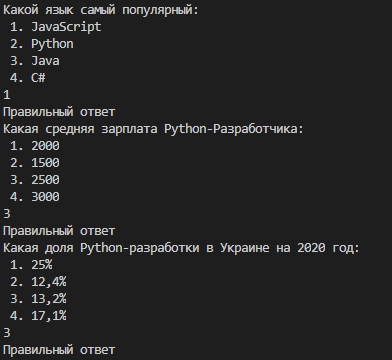 Какой язык самый популярный:
1. JavaScript
2. Python
3. Java
4. C#
1
Правильный ответ
Какая средняя зарплата Python-Разработчика:
1. 2000
2. 1500
3. 2500
4. 3000
3
Правильный ответ
Какая доля Python-разработки в Украине на 2020 год:
1. 25%
2. 12,4%
3. 13,2%
4. 17,1%
3
Правильный ответ